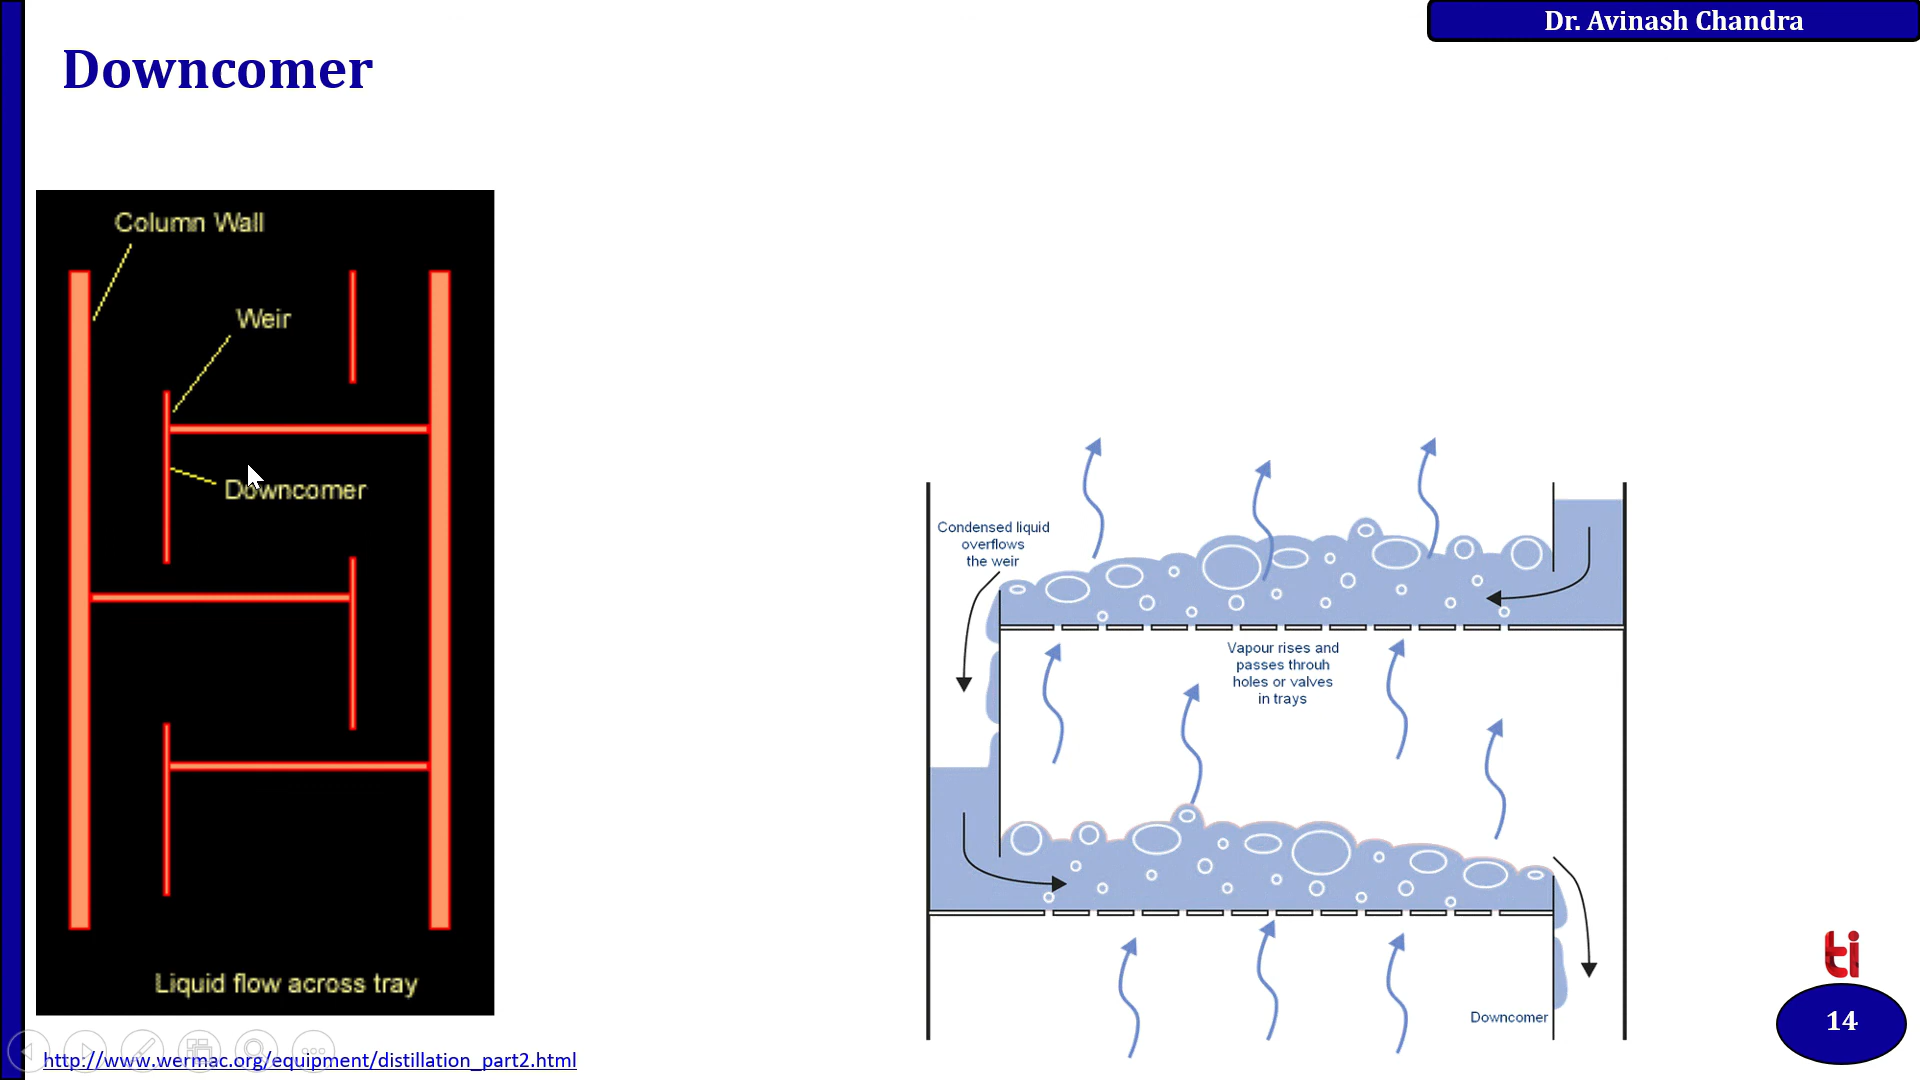 Dr. Avinash Chandra
Downcomer
Column Wall
Weir
Downcomer
Liquid flow across tray
Condensed liquid
overflows
the weir
Vapour rises and
passes throuh
holes or valves
in trays
Downcomer
ti
14
http://www.wermac.org/equipment/distillation_part2.html